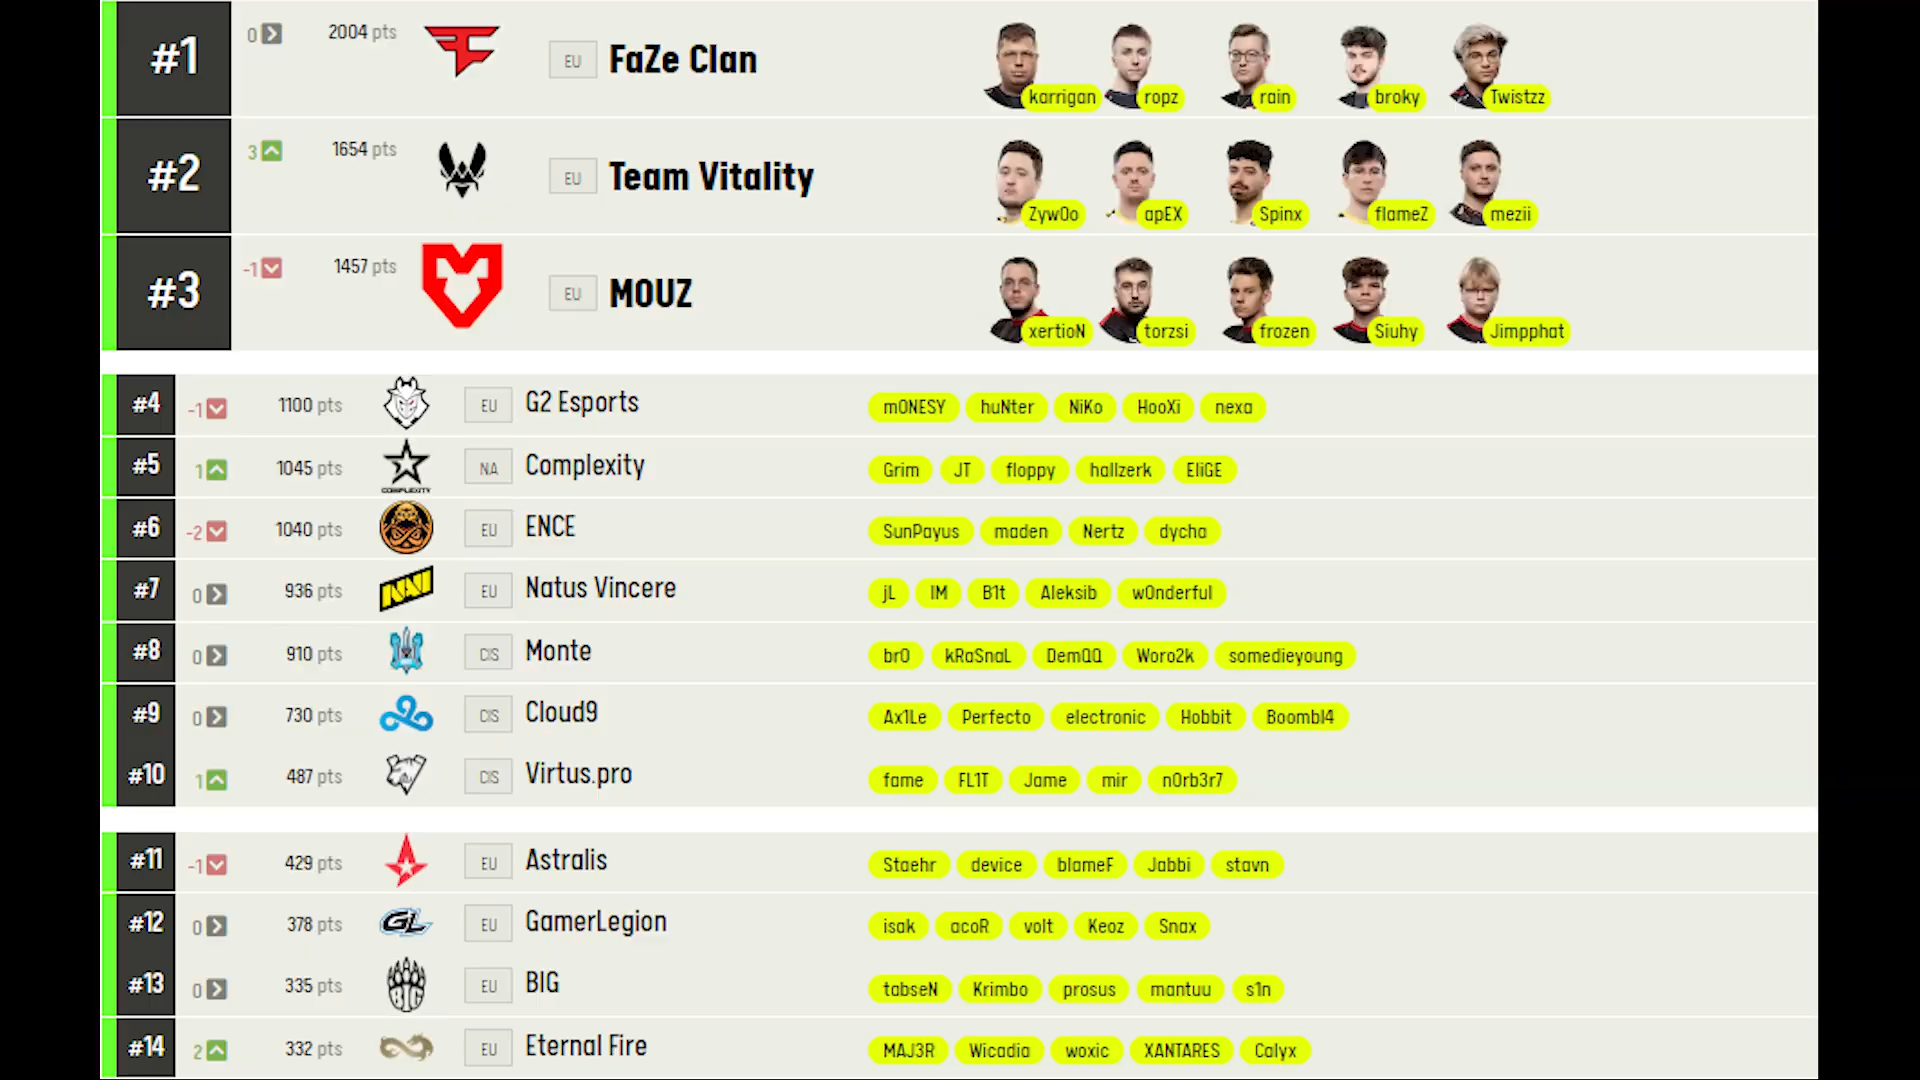 #1 0 2004 pts EU FaZe Clan karrigan ropz rain broky Twistzz
#2 3 1654 pts EU Team Vitality ZywOo apEX Spinx flameZ mezii
#3 -1 1457 pts EU MOUZ xertioN torzsi frozen Siuhy Jimpphat
#4 -1 1100 pts EU G2 Esports m0NESY huNter NiKo HooXi nexa
#5 1 1045 pts COMPLEXITY NA Complexity Grim JT floppy hallzerk EliGE
#6 -2 1040 pts EU ENCE SunPayus maden Nertz dycha
#7 0 936 pts NAVI EU Natus Vincere jL IM B1t Aleksib w0nderful
#8 0 910 pts CIS Monte br0 kRaSnaL DemQQ Woro2k somedieyoung
#9 0 730 pts CIS Cloud9 Ax1Le Perfecto electronic Hobbit Boombl4
#10 1 487 pts CIS Virtus.pro fame FL1T Jame mir n0rb3r7
#11 -1 429 pts EU Astralis Staehr device blameF Jabbi stavn
#12 0 378 pts GL EU GamerLegion isak acoR volt Keoz Snax
#13 0 335 pts BIG EU BIG tabseN Krimbo prosus mantuu s1n
#14 2 332 pts EU Eternal Fire MAJ3R Wicadia woxic XANTARES Calyx